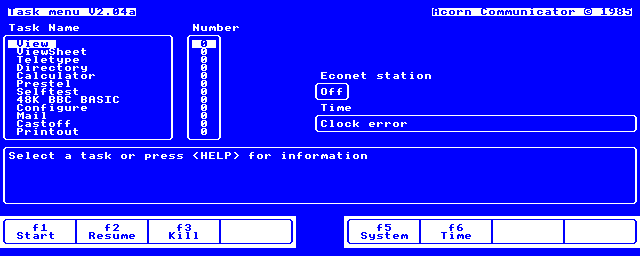 Task menu V2.04a Acorn Communicator © 1985
Task Name Number
View 0
ViewSheet 0
Teletype 0
Directory 0
Calculator 0
Prestel 0
Selftest 0
48K BBC BASIC 0
Configure 0
Mail 0
Castoff 0
Printout 0
Econet station
Off
Time
Clock error
Select a task or press <HELP> for information
f1 f2 f3 f5 f6
Start Resume Kill System Time